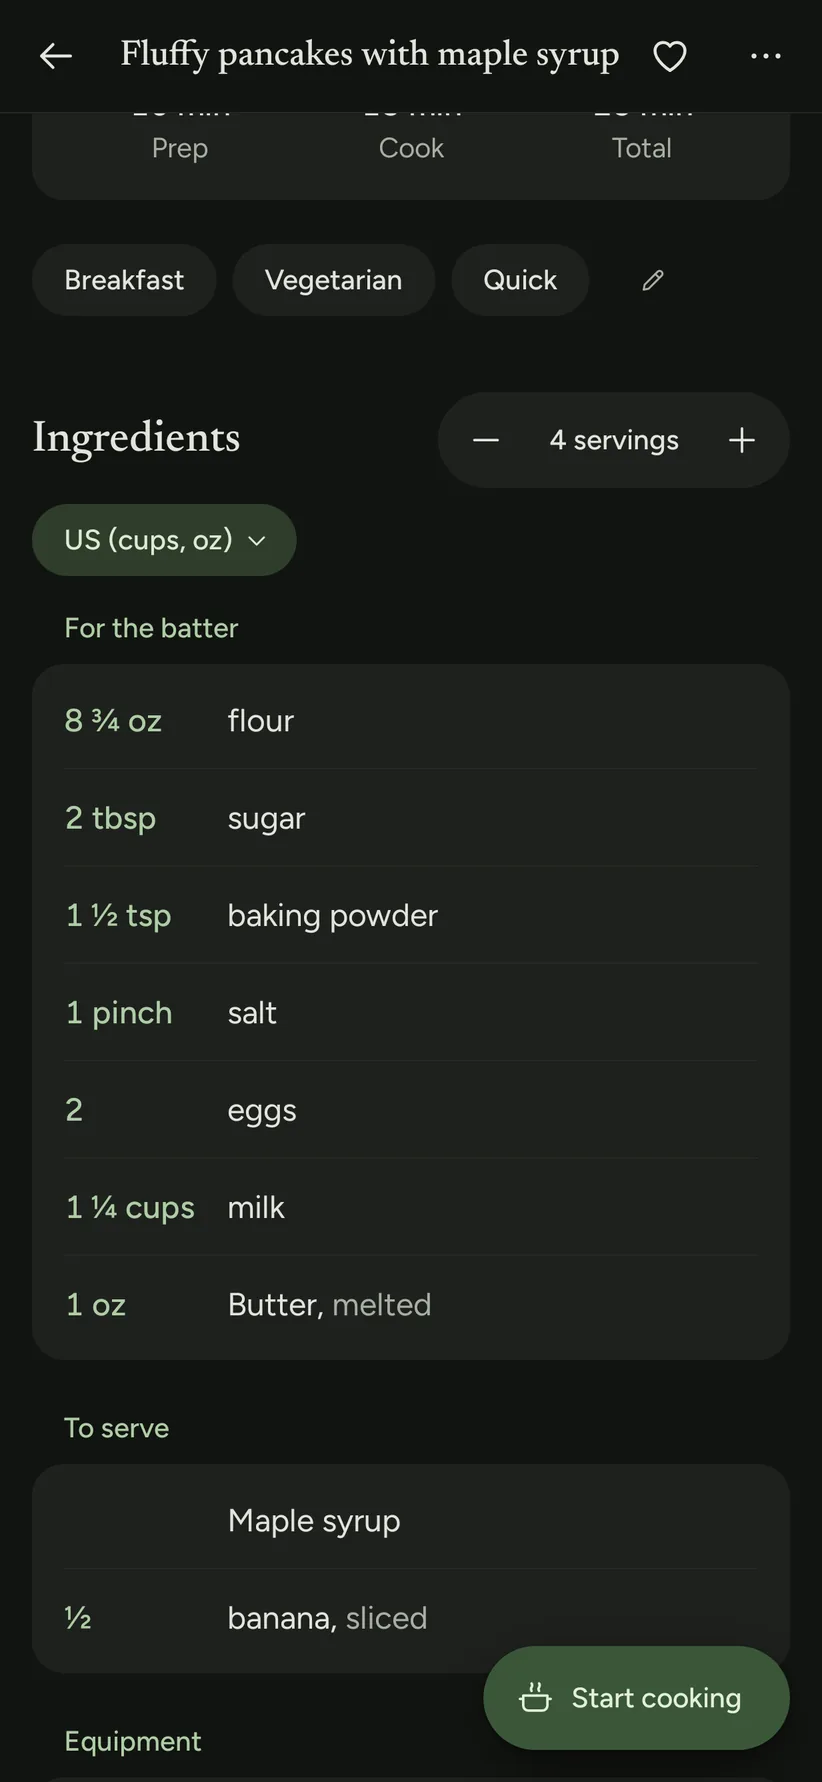 Fluffy pancakes with maple syrup
Prep Cook Total
Breakfast Vegetarian Quick
Ingredients 4 servings
US (cups, oz)
For the batter
8 ¾ oz flour
2 tbsp sugar
1 ½ tsp baking powder
1 pinch salt
2 eggs
1 ¼ cups milk
1 oz Butter, melted
To serve
Maple syrup
½ banana, sliced
Start cooking
Equipment